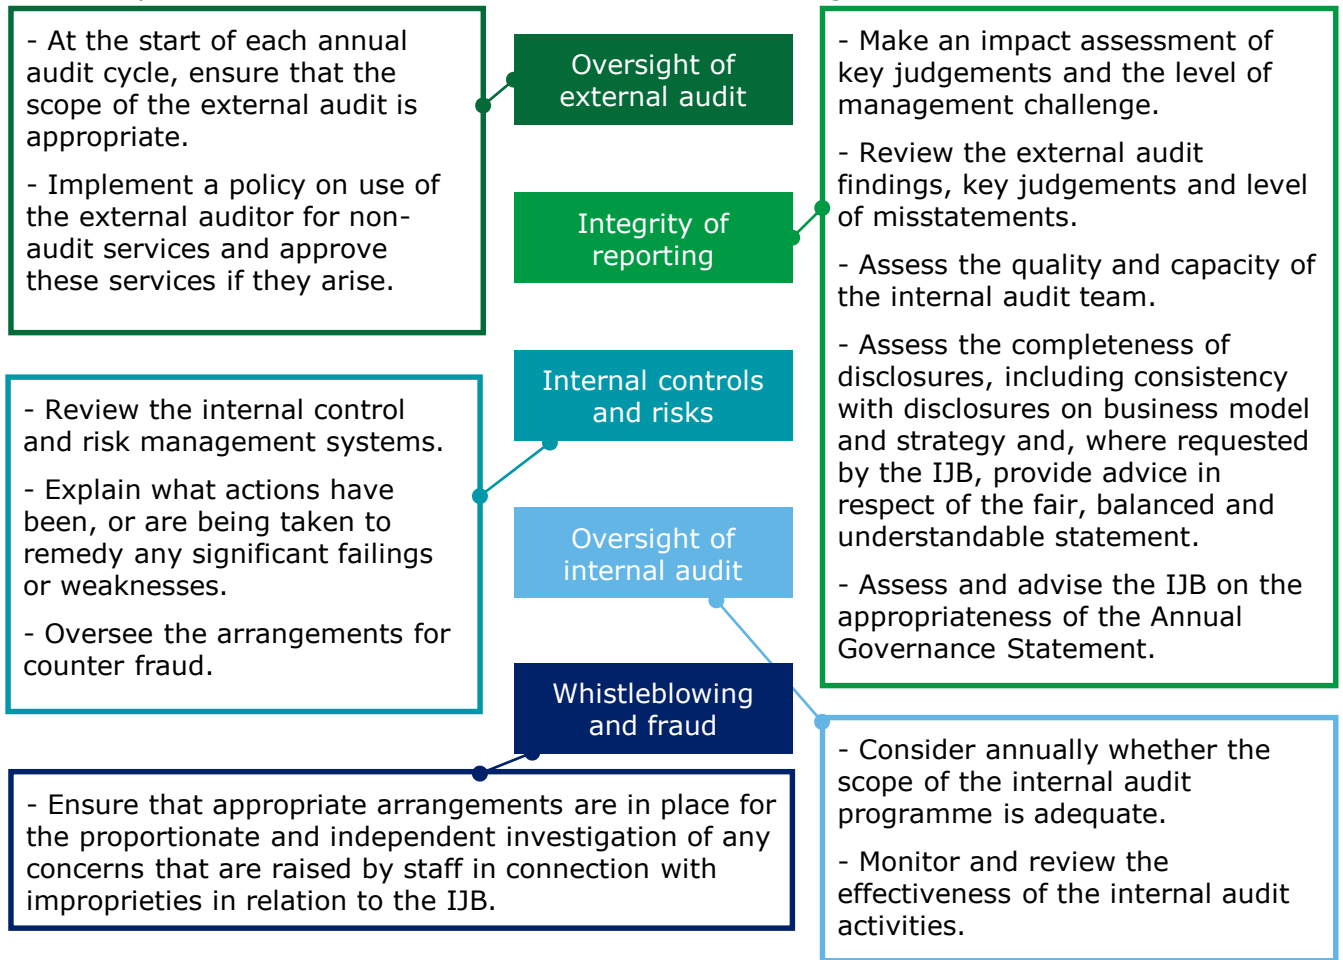 - At the start of each annual
audit cycle, ensure that the
scope of the external audit is
appropriate.
- Implement a policy on use of
the external auditor for non-
audit services and approve
these services if they arise.
Oversight of
external audit
Integrity of
reporting
- Make an impact assessment of
key judgements and the level of
management challenge.
- Review the external audit
findings, key judgements and level
of misstatements.
- Assess the quality and capacity of
the internal audit team.
- Assess the completeness of
disclosures, including consistency
with disclosures on business model
and strategy and, where requested
by the IJB, provide advice in
respect of the fair, balanced and
understandable statement.
- Assess and advise the IJB on the
appropriateness of the Annual
Governance Statement.
Internal controls
and risks
- Review the internal control
and risk management systems.
- Explain what actions have
been, or are being taken to
remedy any significant failings
or weaknesses.
- Oversee the arrangements for
counter fraud.
Oversight of
internal audit
- Consider annually whether the
scope of the internal audit
programme is adequate.
- Monitor and review the
effectiveness of the internal audit
activities.
Whistleblowing
and fraud
- Ensure that appropriate arrangements are in place for
the proportionate and independent investigation of any
concerns that are raised by staff in connection with
improprieties in relation to the IJB.